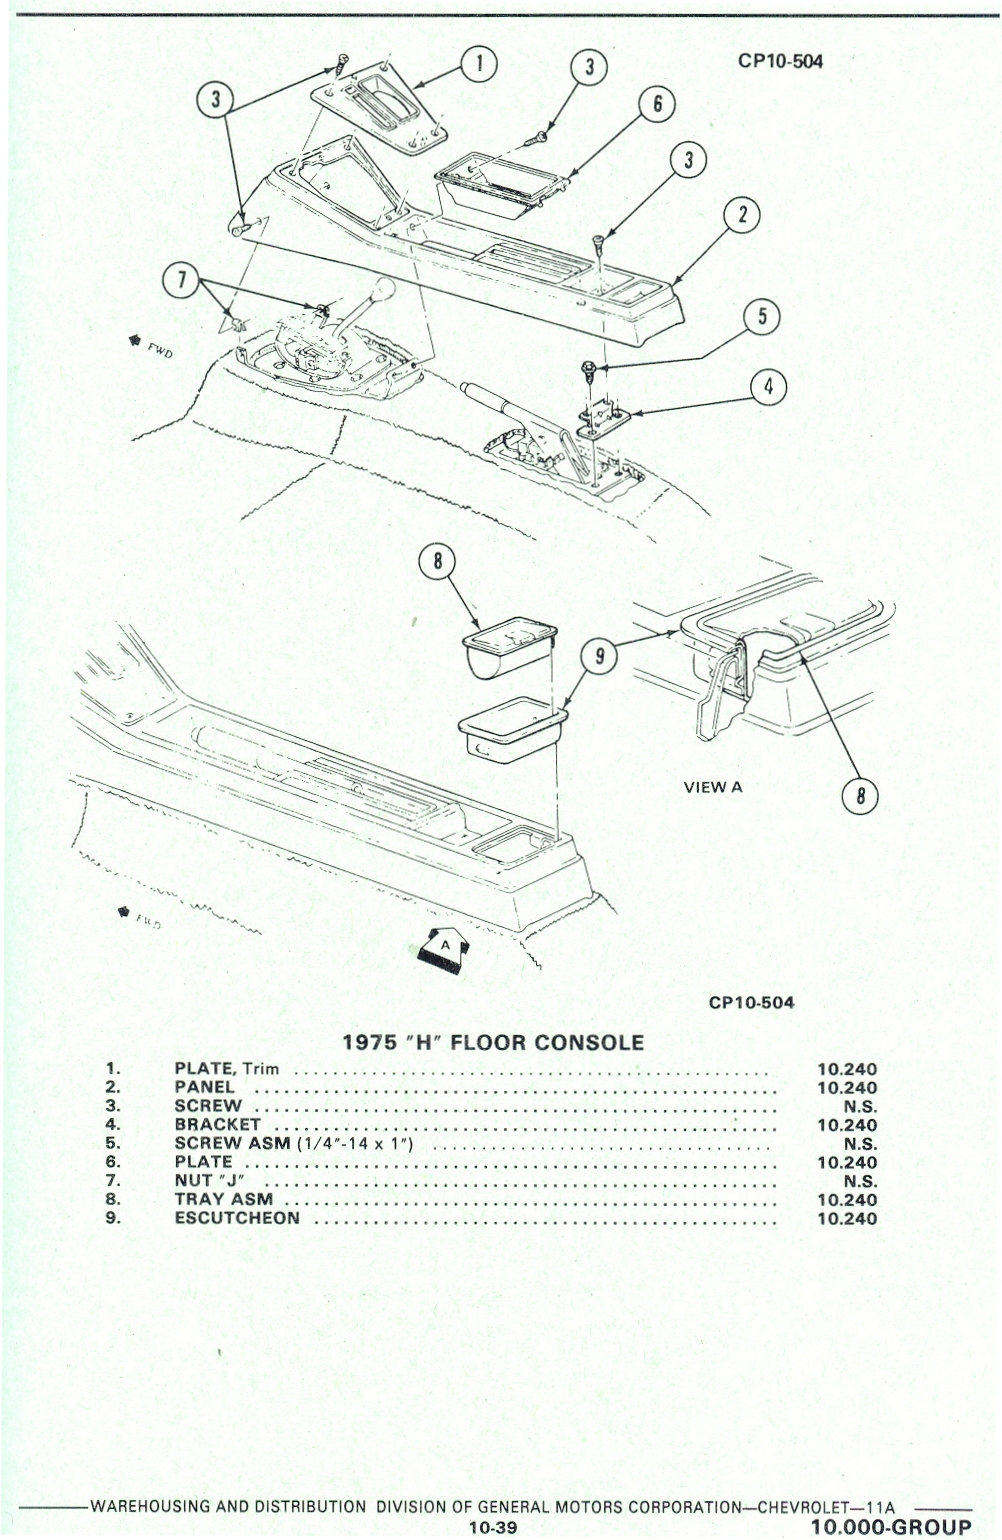 CP10-504
1
3
3
6
3
2
7
5
FWD
4
8
9
VIEW A
8
FWD
A
CP10-504
1975 "H" FLOOR CONSOLE
1. PLATE, Trim .......... 10.240
2. PANEL .......... 10.240
3. SCREW .......... N.S.
4. BRACKET .......... 10.240
5. SCREW ASM (1/4"-14 x 1") .......... N.S.
6. PLATE .......... 10.240
7. NUT "J" .......... N.S.
8. TRAY ASM .......... 10.240
9. ESCUTCHEON .......... 10.240
WAREHOUSING AND DISTRIBUTION DIVISION OF GENERAL MOTORS CORPORATION—CHEVROLET—11A
10-39
10.000-GROUP